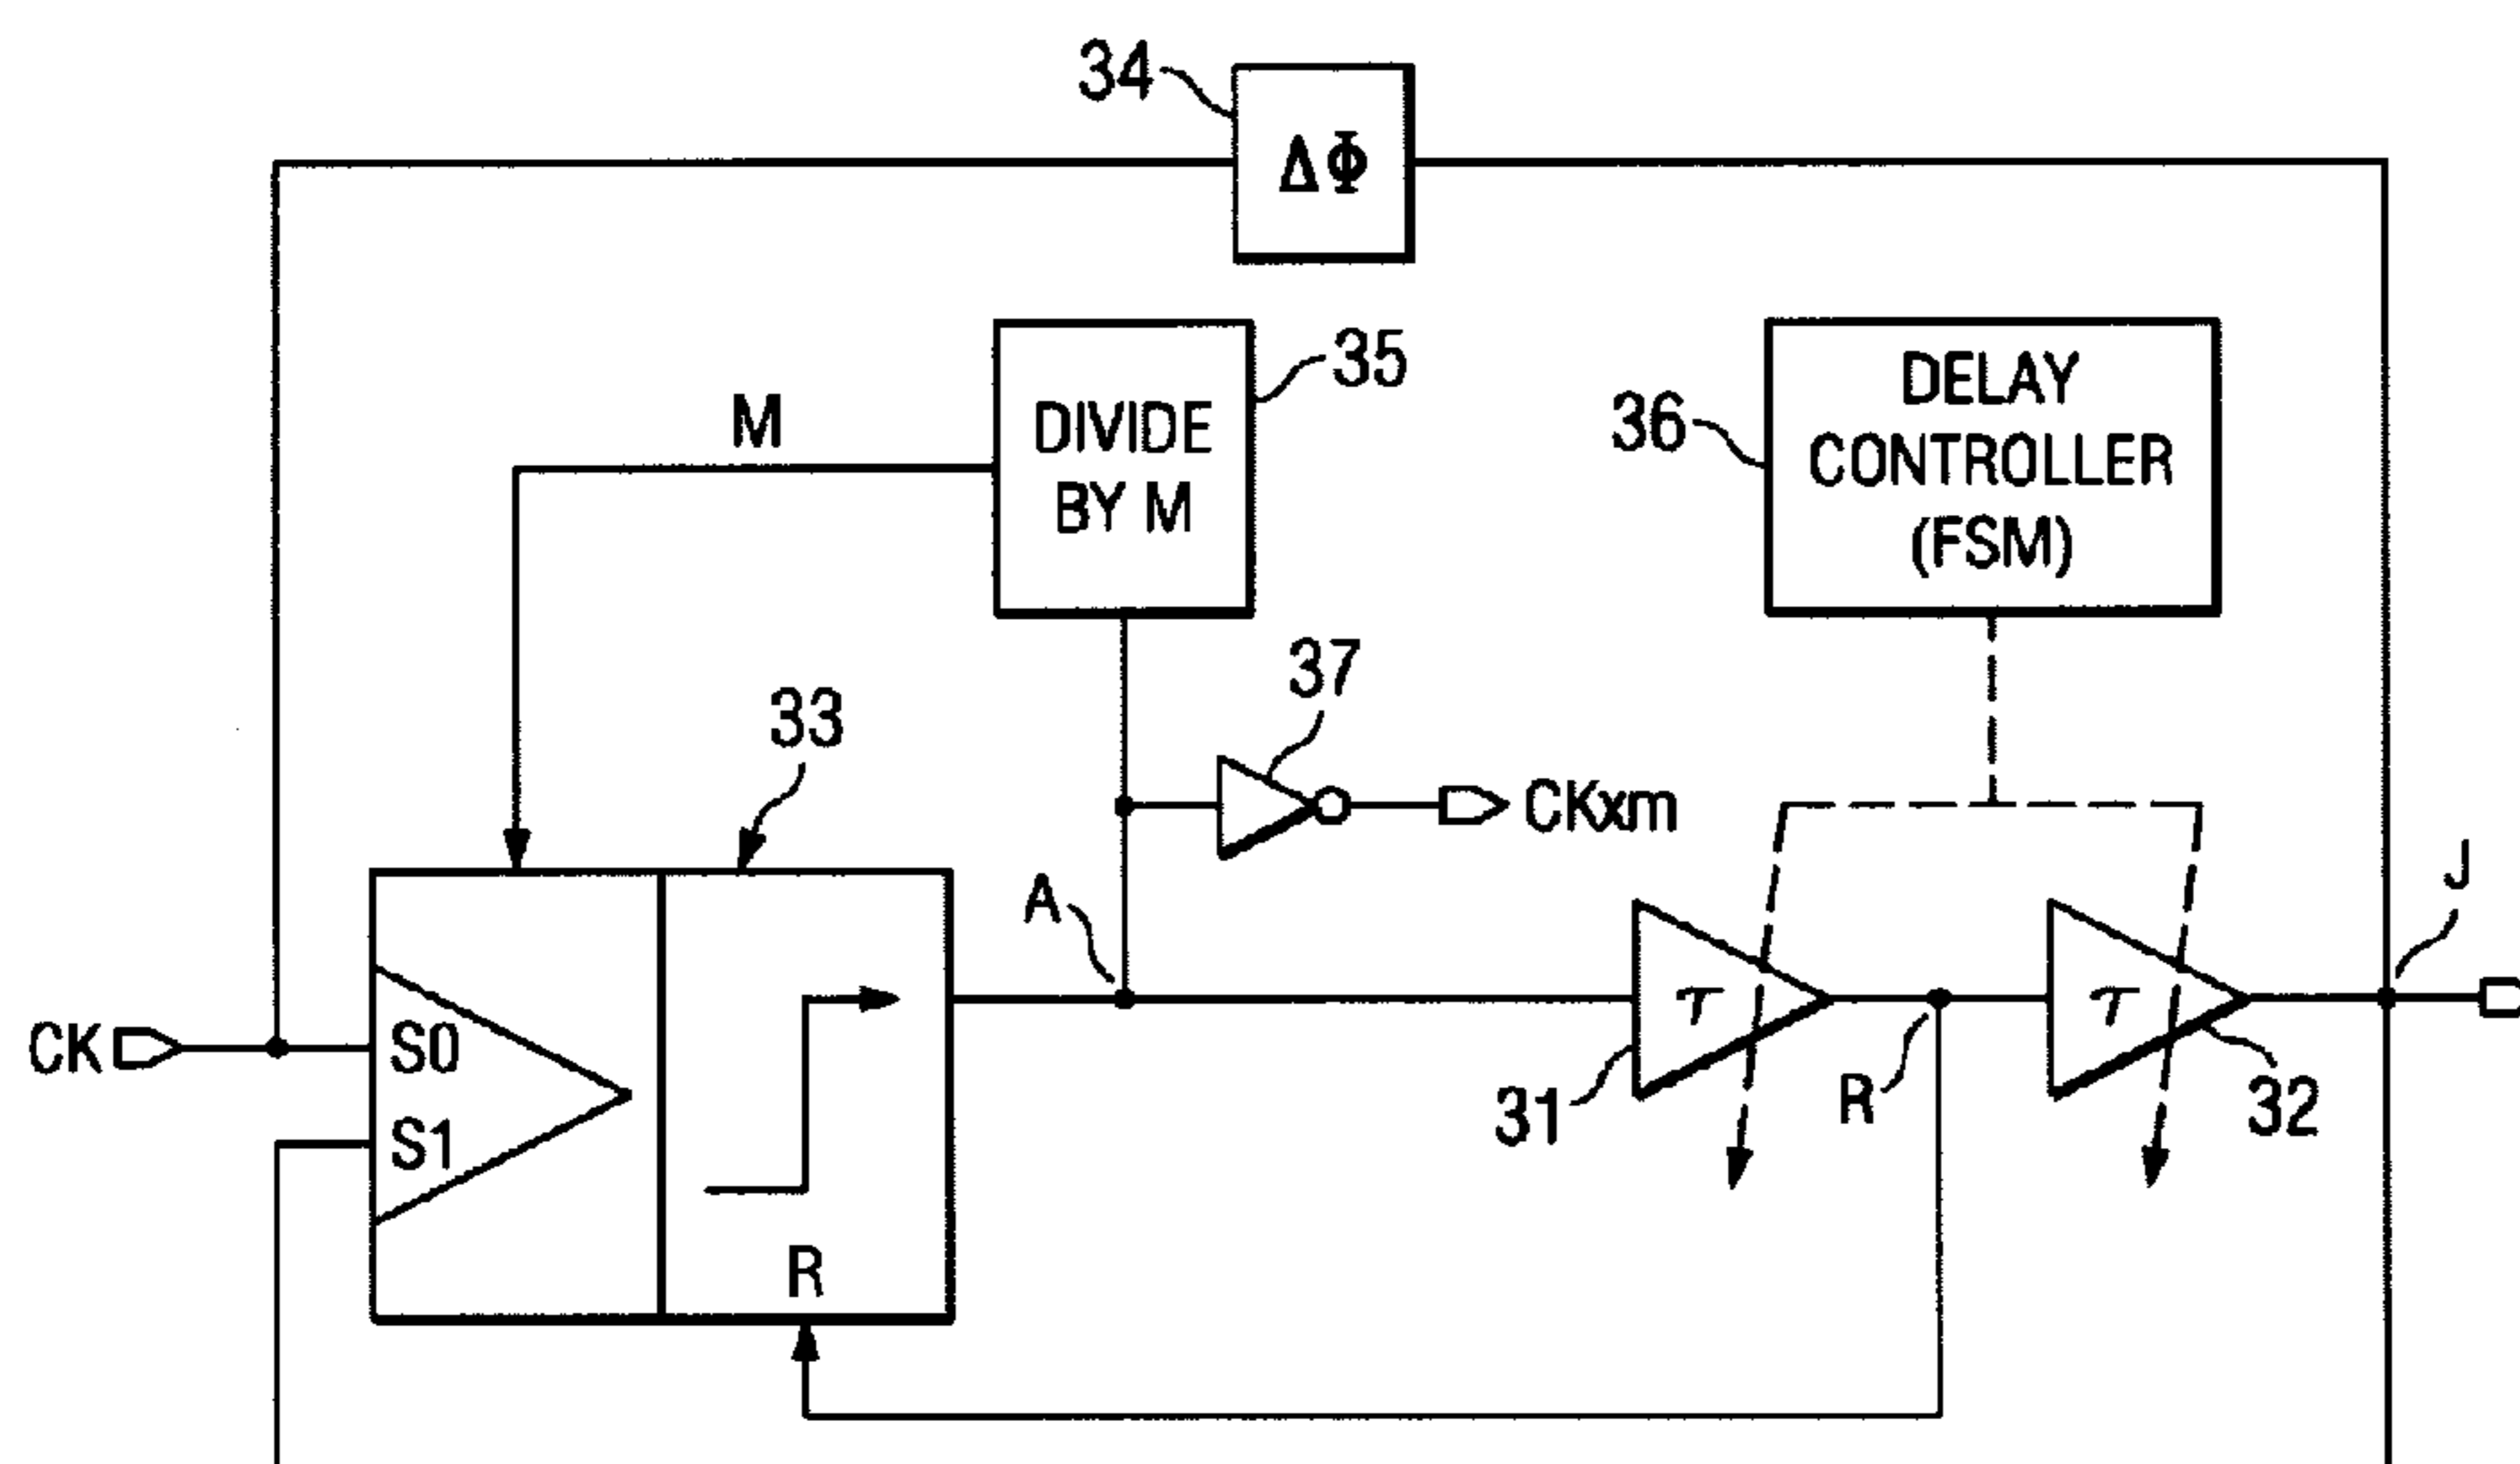 34
ΔΦ
35
DIVIDE
BY M
M
36
DELAY
CONTROLLER
(FSM)
37
33
CKxm
A
J
CK
S0
S1
R
τ
31
R
τ
32